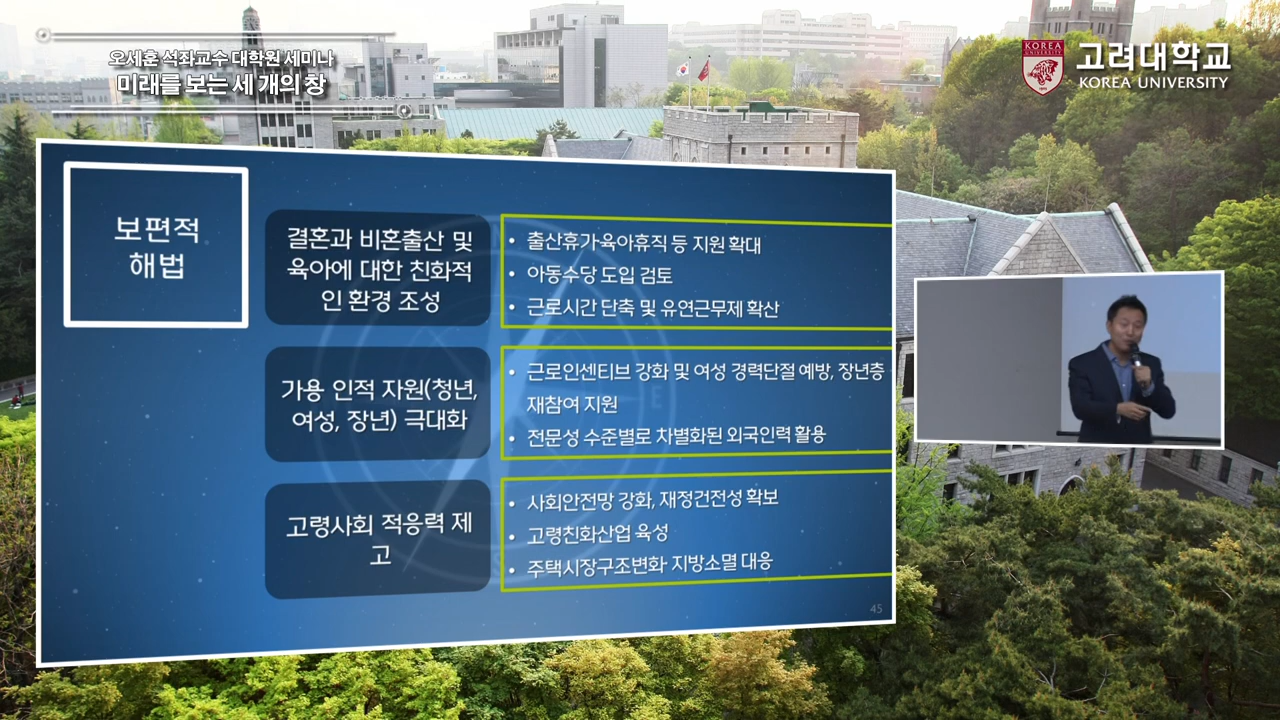 오세훈 석좌교수 대학원 세미나
미래를 보는 세 개의 창
KOREA
UNIVERSITY
고려대학교
KOREA UNIVERSITY
보편적
해법
결혼과 비혼출산 및
육아에 대한 친화적
인 환경 조성
• 출산휴가·육아휴직 등 지원 확대
• 아동수당 도입 검토
• 근로시간 단축 및 유연근무제 확산
가용 인적 자원(청년,
여성, 장년) 극대화
• 근로인센티브 강화 및 여성 경력단절 예방, 장년층
재참여 지원
• 전문성 수준별로 차별화된 외국인력 활용
고령사회 적응력 제
고
• 사회안전망 강화, 재정건전성 확보
• 고령친화산업 육성
• 주택시장구조변화· 지방소멸 대응
45